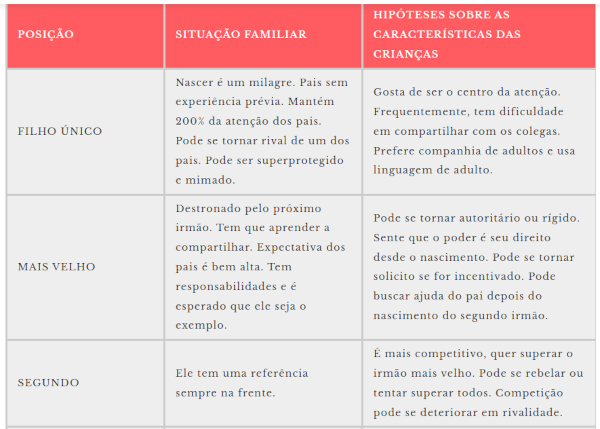 POSIÇÃO
SITUAÇÃO FAMILIAR
HIPÓTESES SOBRE AS
CARACTERÍSTICAS DAS
CRIANÇAS
FILHO ÚNICO
Nascer é um milagre. Pais sem
experiência prévia. Mantém
200% da atenção dos pais.
Pode se tornar rival de um dos
pais. Pode ser superprotegido
e mimado.
Gosta de ser o centro da atenção.
Frequentemente, tem dificuldade
em compartilhar com os colegas.
Prefere companhia de adultos e usa
linguagem de adulto.
MAIS VELHO
Destronado pelo próximo
irmão. Tem que aprender a
compartilhar. Expectativa dos
pais é bem alta. Tem
responsabilidades e é
esperado que ele seja o
exemplo.
Pode se tornar autoritário ou rígido.
Sente que o poder é seu direito
desde o nascimento. Pode se tornar
solicito se for incentivado. Pode
buscar ajuda do pai depois do
nascimento do segundo irmão.
SEGUNDO
Ele tem uma referência
sempre na frente.
É mais competitivo, quer superar o
irmão mais velho. Pode se rebelar ou
tentar superar todos. Competição
pode se deteriorar em rivalidade.